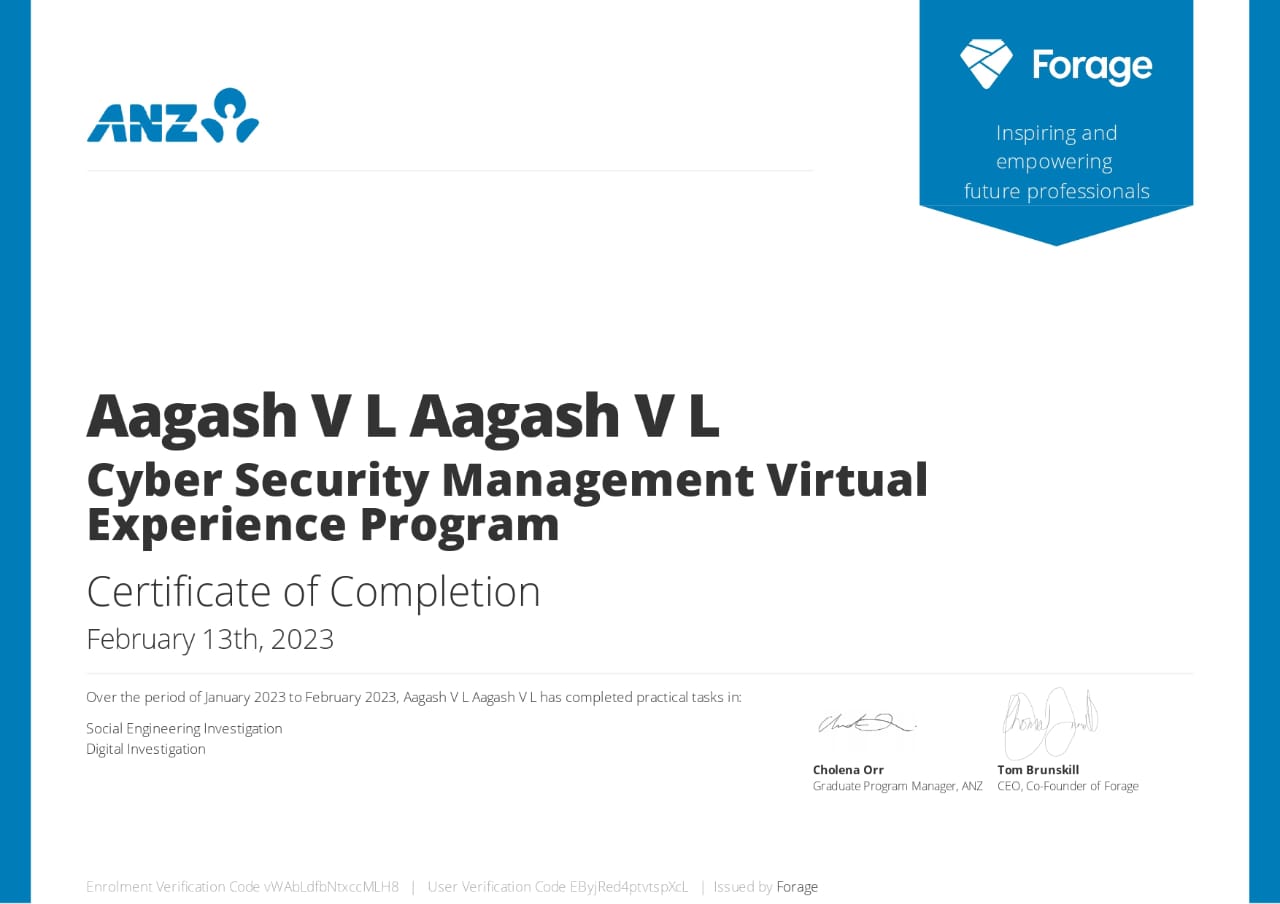 ANZ
Forage
Inspiring and
empowering
future professionals
Aagash V L Aagash V L
Cyber Security Management Virtual
Experience Program
Certificate of Completion
February 13th, 2023
Over the period of January 2023 to February 2023, Aagash V L Aagash V L has completed practical tasks in:
Social Engineering Investigation
Digital Investigation
Cholena Orr
Graduate Program Manager, ANZ
Tom Brunskill
CEO, Co-Founder of Forage
Enrolment Verification Code vWAbLdfbNtxccMLH8 | User Verification Code EByjRed4ptvtspXcL | Issued by Forage